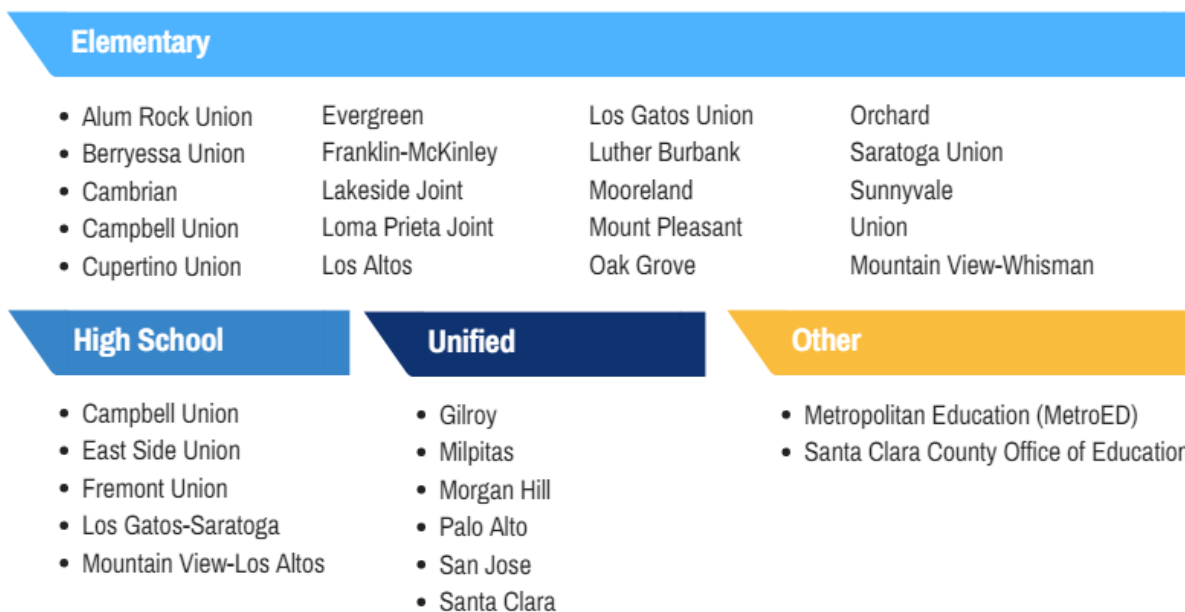 Elementary
• Alum Rock Union
• Berryessa Union
• Cambrian
• Campbell Union
• Cupertino Union
Evergreen
Franklin-McKinley
Lakeside Joint
Loma Prieta Joint
Los Altos
Los Gatos Union
Luther Burbank
Mooreland
Mount Pleasant
Oak Grove
Orchard
Saratoga Union
Sunnyvale
Union
Mountain View-Whisman
High School
• Campbell Union
• East Side Union
• Fremont Union
• Los Gatos-Saratoga
• Mountain View-Los Altos
Unified
• Gilroy
• Milpitas
• Morgan Hill
• Palo Alto
• San Jose
• Santa Clara
Other
• Metropolitan Education (MetroED)
• Santa Clara County Office of Education